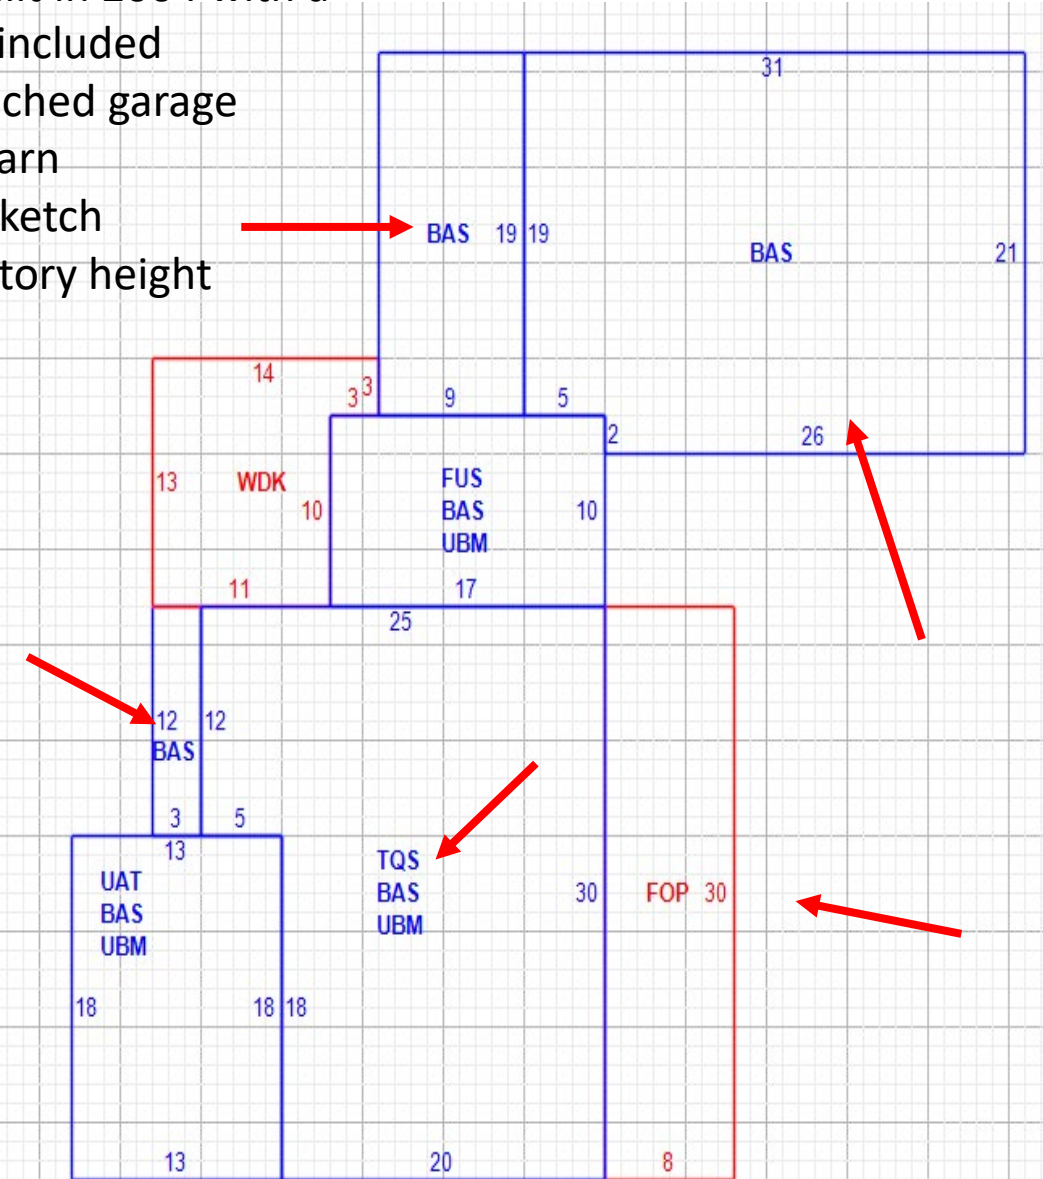 included
ched garage
arn
ketch
tory height
31
BAS 19 19
BAS
21
14
3 3
9
5
2
26
13
WDK
10
FUS
BAS
UBM
10
11
17
25
12 12
BAS
3
5
13
UAT
BAS
UBM
TQS
BAS
UBM
30
FOP 30
18
18 18
13
20
8